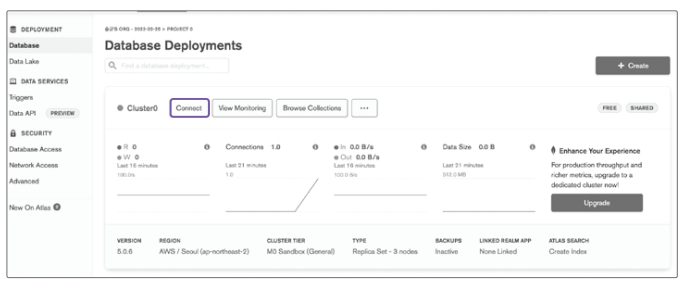 DEPLOYMENT
Database
Data Lake
DATA SERVICES
Triggers
Data API PREVIEW
SECURITY
Database Access
Network Access
Advanced
New On Atlas
ORG - 2022-02-25 > PROJECT 0
Database Deployments
Find a database deployment...
+ Create
Cluster0 Connect View Monitoring Browse Collections ... FREE SHARED
R 0
W 0
Last 16 minutes
100.0/s
Connections 1.0
Last 21 minutes
1.0
In 0.0 B/s
Out 0.0 B/s
Last 16 minutes
100.0 B/s
Data Size 0.0 B
Last 21 minutes
512.0 MB
Enhance Your Experience
For production throughput and
richer metrics, upgrade to a
dedicated cluster now!
Upgrade
VERSION REGION CLUSTER TIER TYPE BACKUPS LINKED REALM APP ATLAS SEARCH
5.0.6 AWS / Seoul (ap-northeast-2) M0 Sandbox (General) Replica Set - 3 nodes Inactive None Linked Create Index